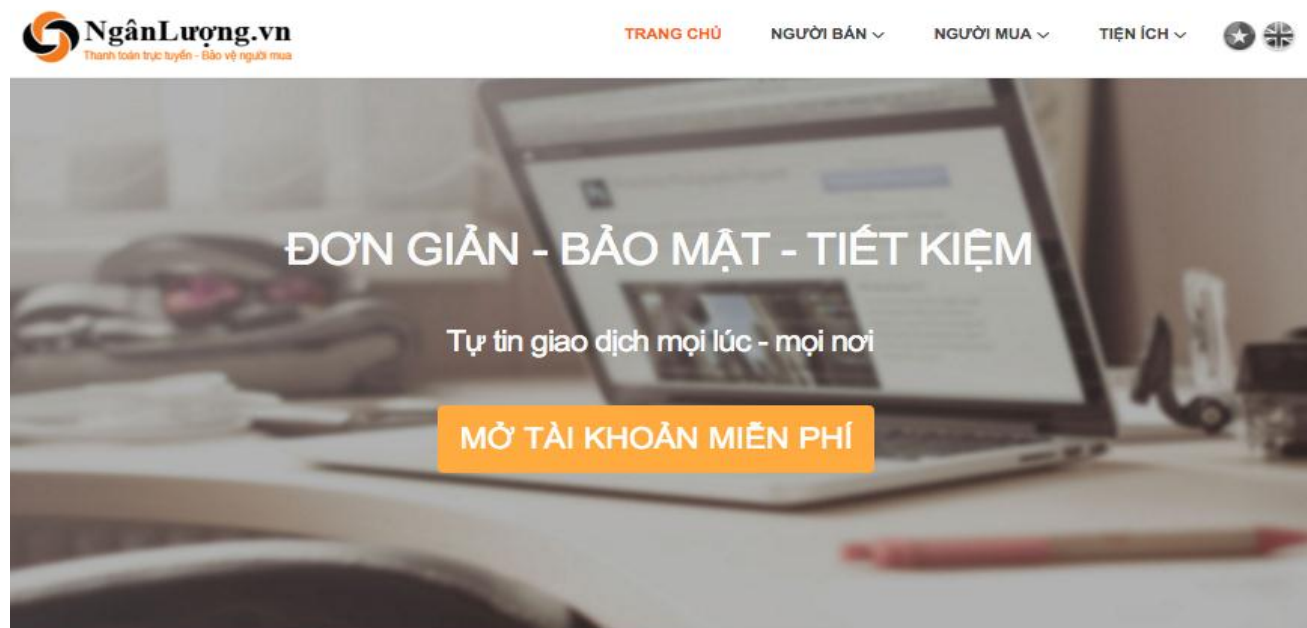 NgânLượng.vn
Thanh toán trực tuyến - Bảo vệ người mua
TRANG CHỦ
NGƯỜI BÁN
NGƯỜI MUA
TIỆN ÍCH
ĐƠN GIẢN - BẢO MẬT - TIẾT KIỆM
Tự tin giao dịch mọi lúc - mọi nơi
MỞ TÀI KHOẢN MIỄN PHÍ